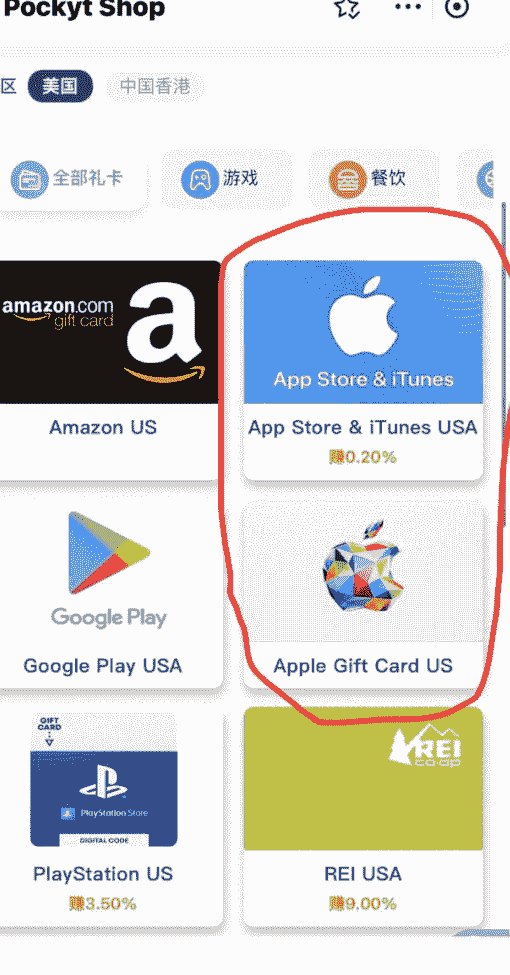 Pockyt Shop
区 美国 中国香港
全部礼卡 游戏 餐饮
amazon.com
gift card
a
App Store & iTunes
Amazon US
App Store & iTunes USA
赚0.20%
Google Play
Google Play USA
Apple Gift Card US
GIFT
CARD
PlayStation Store
DIGITAL CODE
REI
co·op
PlayStation US
赚3.50%
REI USA
赚9.00%